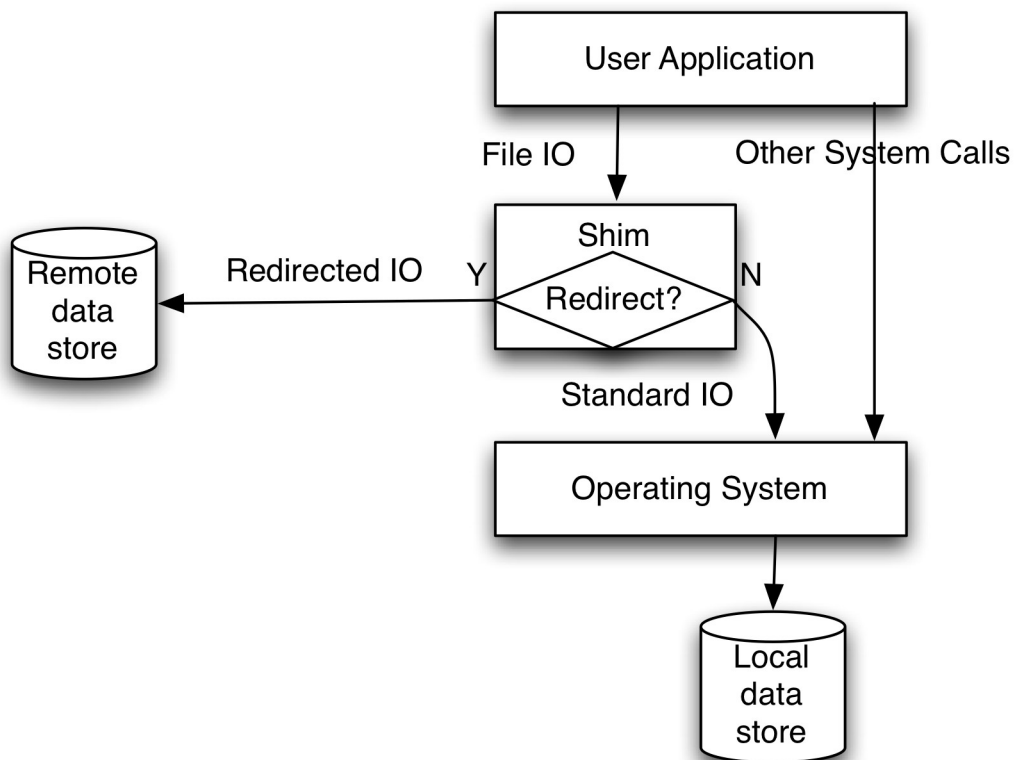 User Application
File IO
Other System Calls
Shim
Redirected IO
Y
Redirect?
N
Remote
data
store
Standard IO
Operating System
Local
data
store